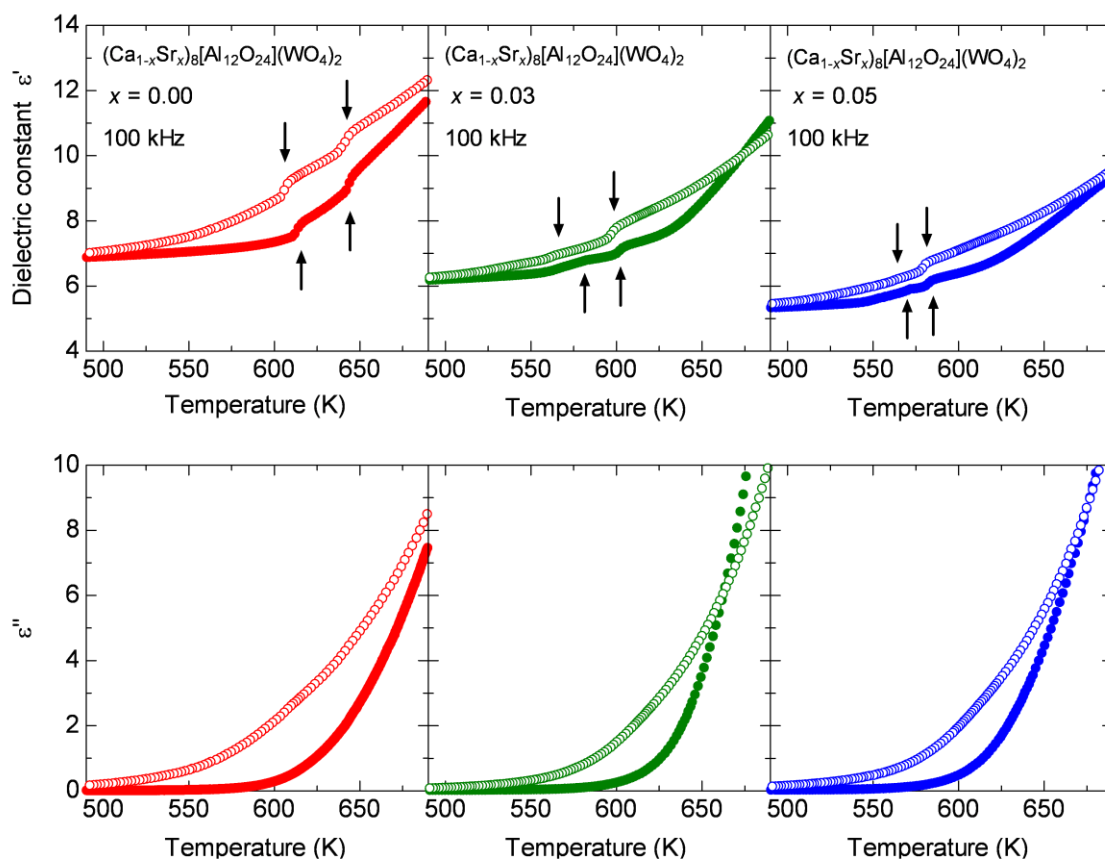 14
12
10
8
6
4
Dielectric constant ε'
(Ca1-xSrx)8[Al12O24](WO4)2
x = 0.00
100 kHz
500 550 600 650
Temperature (K)
(Ca1-xSrx)8[Al12O24](WO4)2
x = 0.03
100 kHz
500 550 600 650
Temperature (K)
(Ca1-xSrx)8[Al12O24](WO4)2
x = 0.05
100 kHz
500 550 600 650
Temperature (K)
10
8
6
4
2
0
ε"
500 550 600 650
Temperature (K)
500 550 600 650
Temperature (K)
500 550 600 650
Temperature (K)